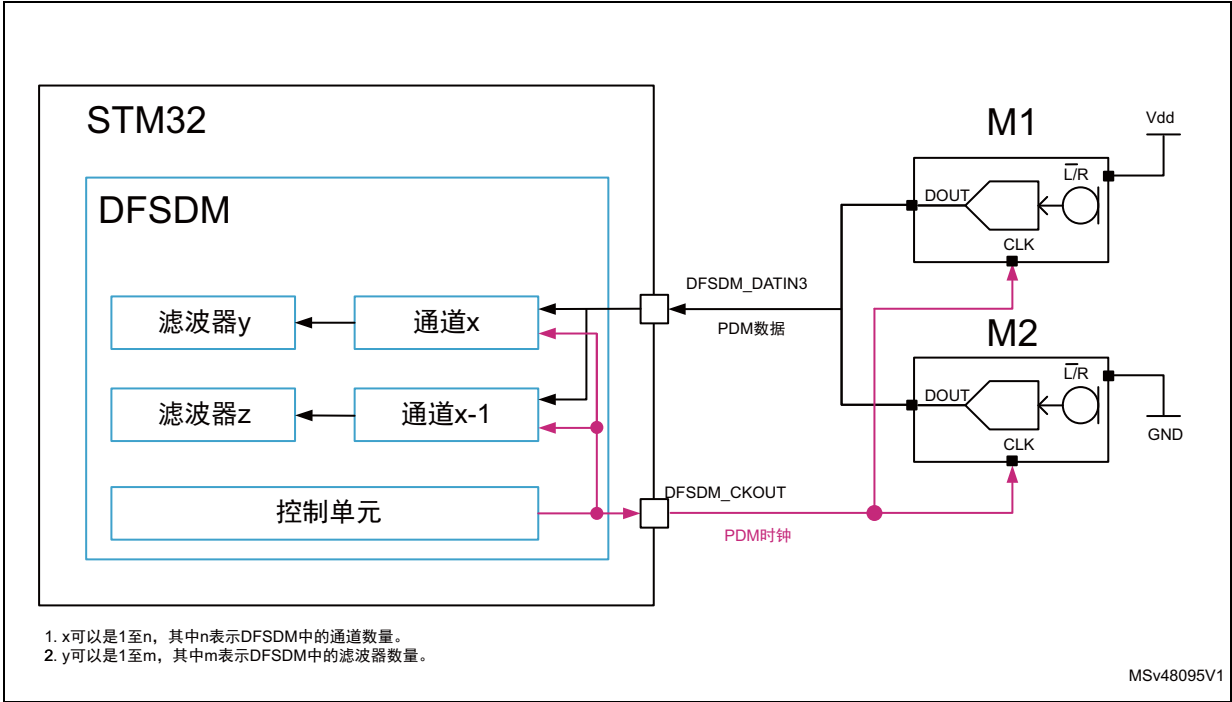 STM32
DFSDM
滤波器y
通道x
滤波器z
通道x-1
控制单元
DFSDM_DATIN3
PDM数据
DFSDM_CKOUT
PDM时钟
M1
Vdd
L/R
DOUT
CLK
M2
L/R
DOUT
CLK
GND
1. x可以是1至n，其中n表示DFSDM中的通道数量。
2. y可以是1至m，其中m表示DFSDM中的滤波器数量。
MSv48095V1